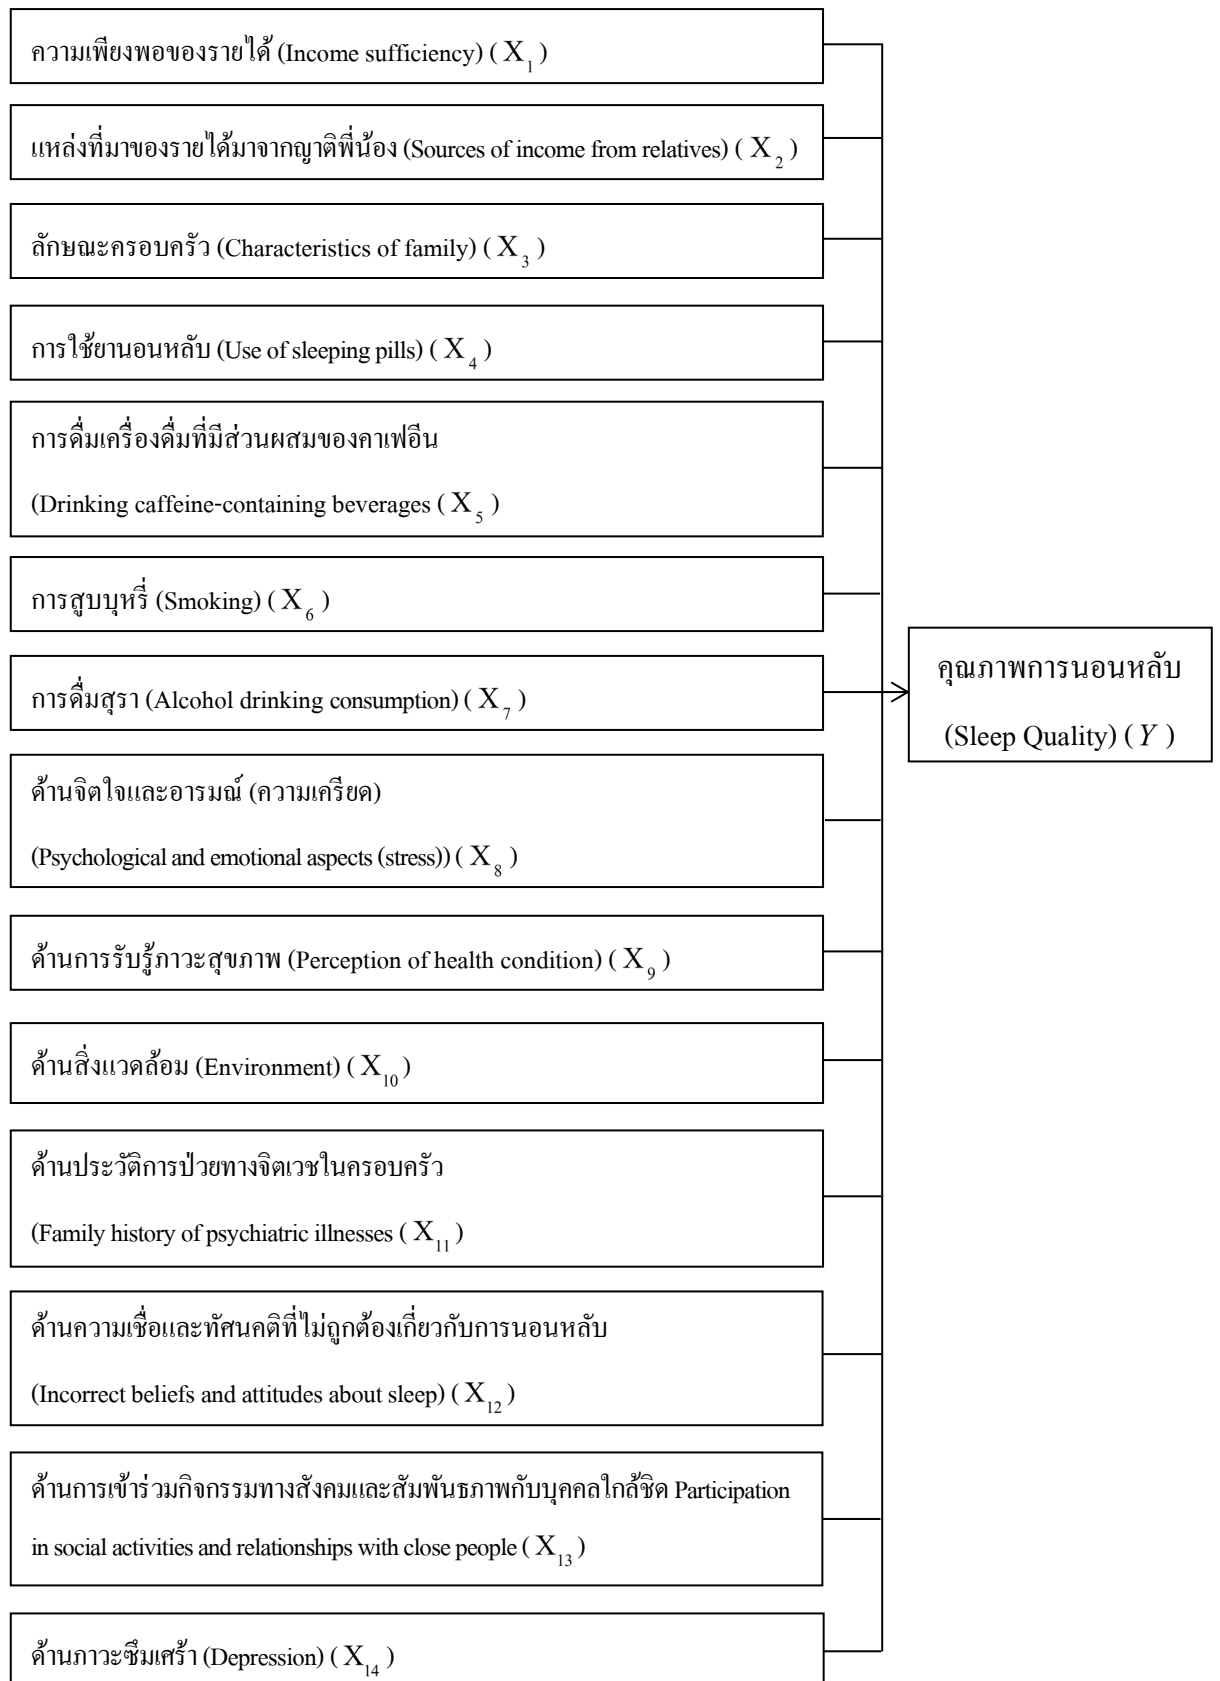 ความเพียงพอของรายได้ (Income sufficiency) ( X1 )
แหล่งที่มาของรายได้มาจากญาติพี่น้อง (Sources of income from relatives) ( X2 )
ลักษณะครอบครัว (Characteristics of family) ( X3 )
การใช้ยานอนหลับ (Use of sleeping pills) ( X4 )
การดื่มเครื่องดื่มที่มีส่วนผสมของคาเฟอีน
(Drinking caffeine-containing beverages ( X5 )
การสูบบุหรี่ (Smoking) ( X6 )
การดื่มสุรา (Alcohol drinking consumption) ( X7 )
ด้านจิตใจและอารมณ์ (ความเครียด)
(Psychological and emotional aspects (stress)) ( X8 )
ด้านการรับรู้ภาวะสุขภาพ (Perception of health condition) ( X9 )
ด้านสิ่งแวดล้อม (Environment) ( X10 )
ด้านประวัติการป่วยทางจิตเวชในครอบครัว
(Family history of psychiatric illnesses ( X11 )
ด้านความเชื่อและทัศนคติที่ไม่ถูกต้องเกี่ยวกับการนอนหลับ
(Incorrect beliefs and attitudes about sleep) ( X12 )
ด้านการเข้าร่วมกิจกรรมทางสังคมและสัมพันธภาพกับบุคคลใกล้ชิด Participation
in social activities and relationships with close people ( X13 )
ด้านภาวะซึมเศร้า (Depression) ( X14 )
คุณภาพการนอนหลับ
(Sleep Quality) ( Y )